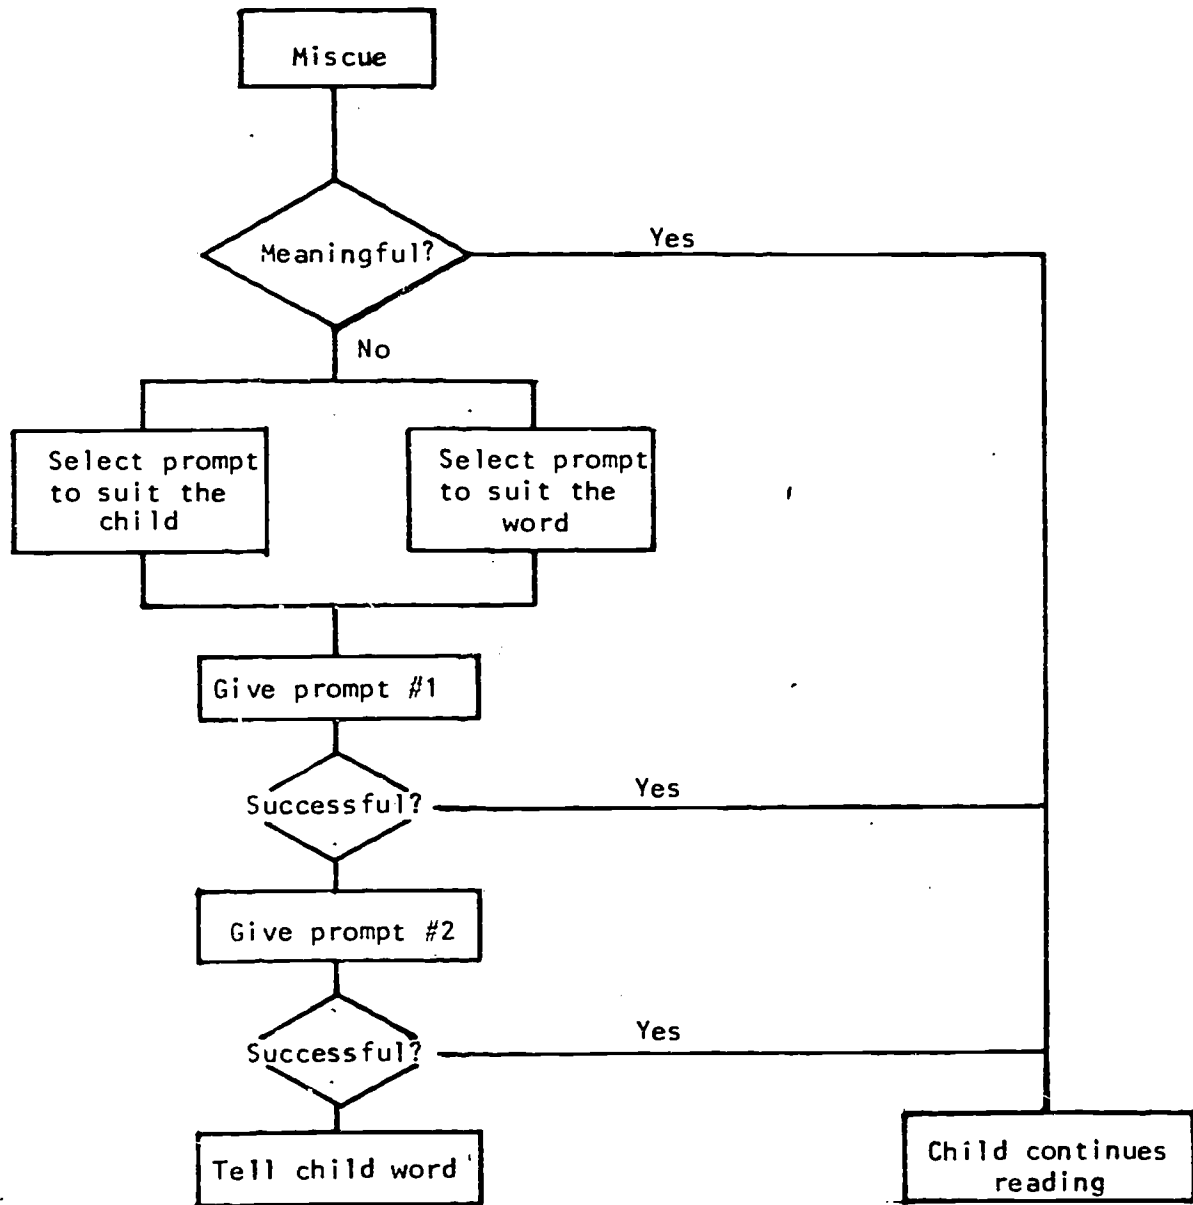 Miscue
Meaningful?
Yes
No
Select prompt
to suit the
child
Select prompt
to suit the
word
Give prompt #1
Successful?
Yes
Give prompt #2
Successful?
Yes
Tell child word
Child continues
reading